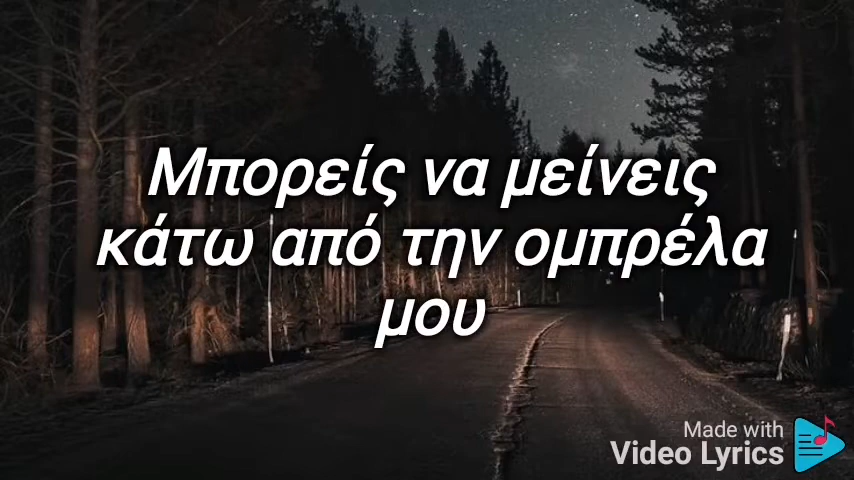 Μπορείς να μείνεις
κάτω από την ομπρέλα
μου
Made with
Video Lyrics